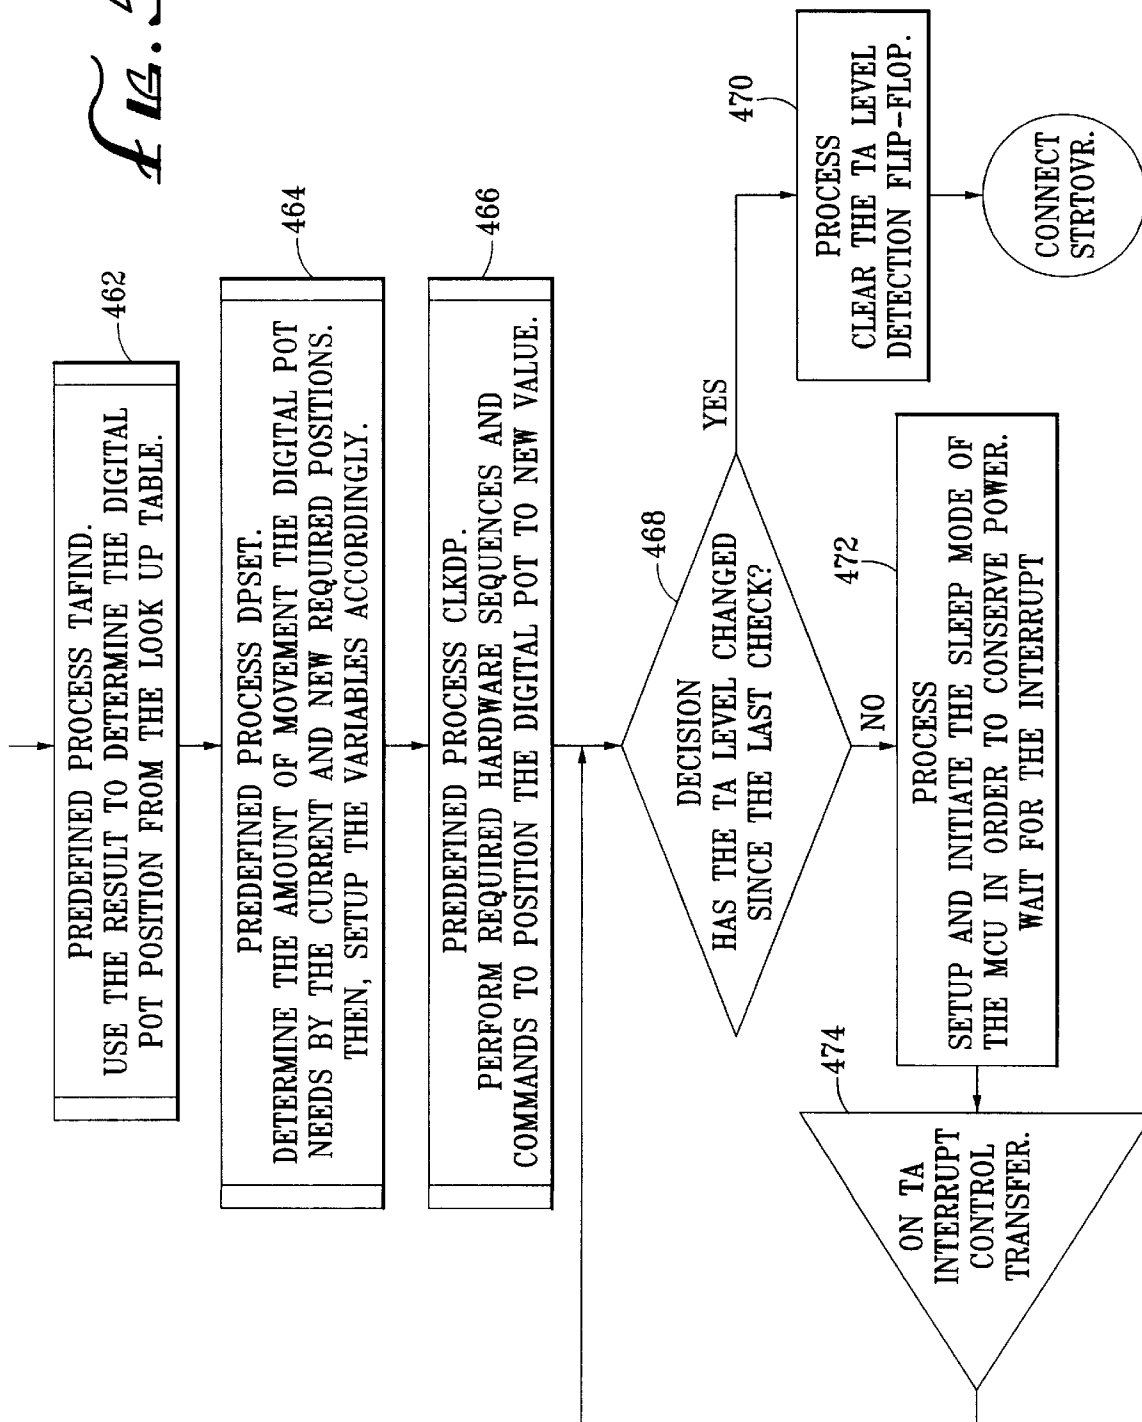 462
PREDEFINED PROCESS TAFIND.
USE THE RESULT TO DETERMINE THE DIGITAL
POT POSITION FROM THE LOOK UP TABLE.
464
PREDEFINED PROCESS DPSET.
DETERMINE THE AMOUNT OF MOVEMENT THE DIGITAL POT
NEEDS BY THE CURRENT AND NEW REQUIRED POSITIONS.
THEN, SETUP THE VARIABLES ACCORDINGLY.
466
PREDEFINED PROCESS CLKDP.
PERFORM REQUIRED HARDWARE SEQUENCES AND
COMMANDS TO POSITION THE DIGITAL POT TO NEW VALUE.
468
DECISION
HAS THE TA LEVEL CHANGED
SINCE THE LAST CHECK?
YES
NO
470
PROCESS
CLEAR THE TA LEVEL
DETECTION FLIP-FLOP.
CONNECT
STRTOVR.
472
PROCESS
SETUP AND INITIATE THE SLEEP MODE OF
THE MCU IN ORDER TO CONSERVE POWER.
WAIT FOR THE INTERRUPT
474
ON TA
INTERRUPT
CONTROL
TRANSFER.
FIG.